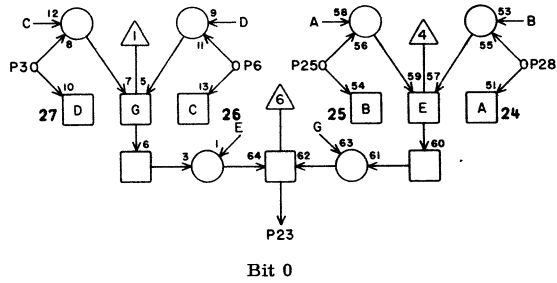 C 12 9 D A 58 53 B
8 1 11 56 4 55
P3 P6 P25 P28
10 7 5 13 54 59 57 51
27 D G C 26 6 25 B E A 24
6 E G 60
3 1 64 62 63 61
P23
Bit 0